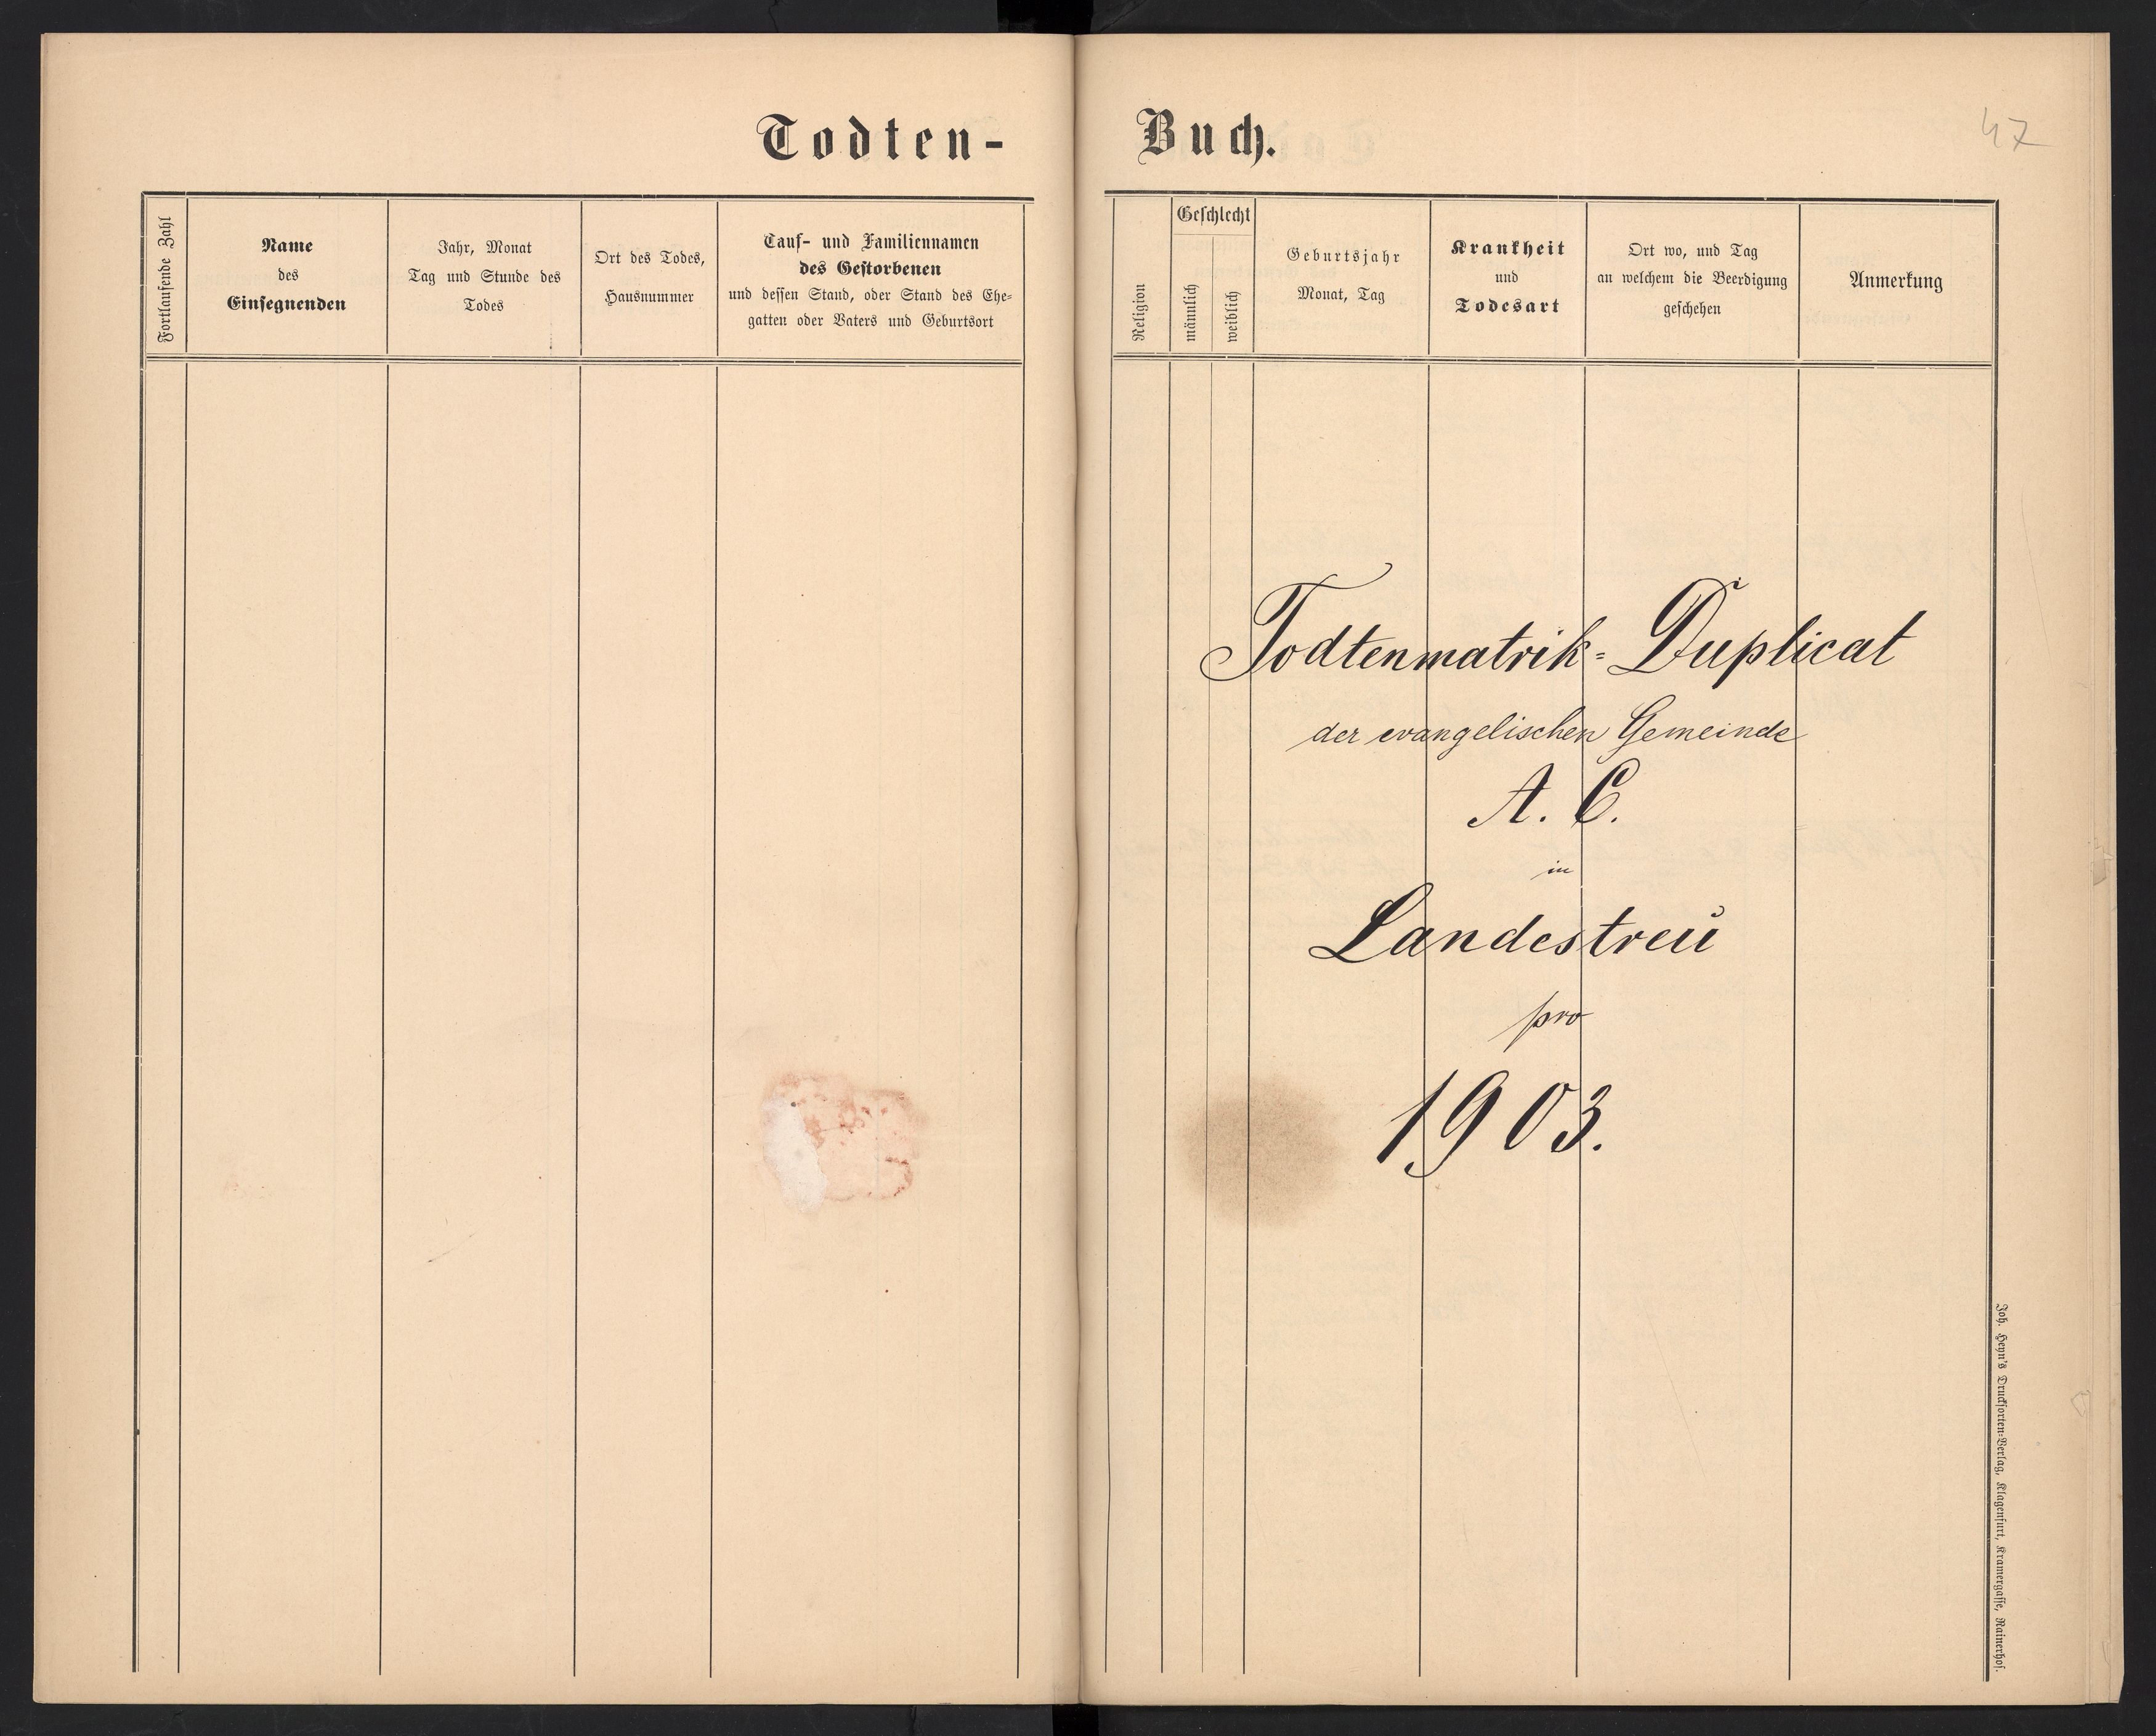 Todten-
Buch.
47
Fortlaufende Zahl
Name
des
Einsegnenden
Jahr, Monat
Tag und Stunde des
Todes
Ort des Todes,
Hausnummer
Tauf- und Familiennamen
des Gestorbenen
und dessen Stand, oder Stand des Ehe-
gatten oder Vaters und Geburtsort
Religion
Geschlecht
männlich
weiblich
Geburtsjahr
Monat, Tag
Krankheit
und
Todesart
Ort wo, und Tag
an welchem die Beerdigung
geschehen
Anmerkung
Todtenmatrik-Duplicat
der evangelischen Gemeinde
A. C.
in
Landestreu
pro
1903.
Joh. Heyn's Drucksorten-Verlag, Klagenfurt, Kramergasse, Rainerhof.